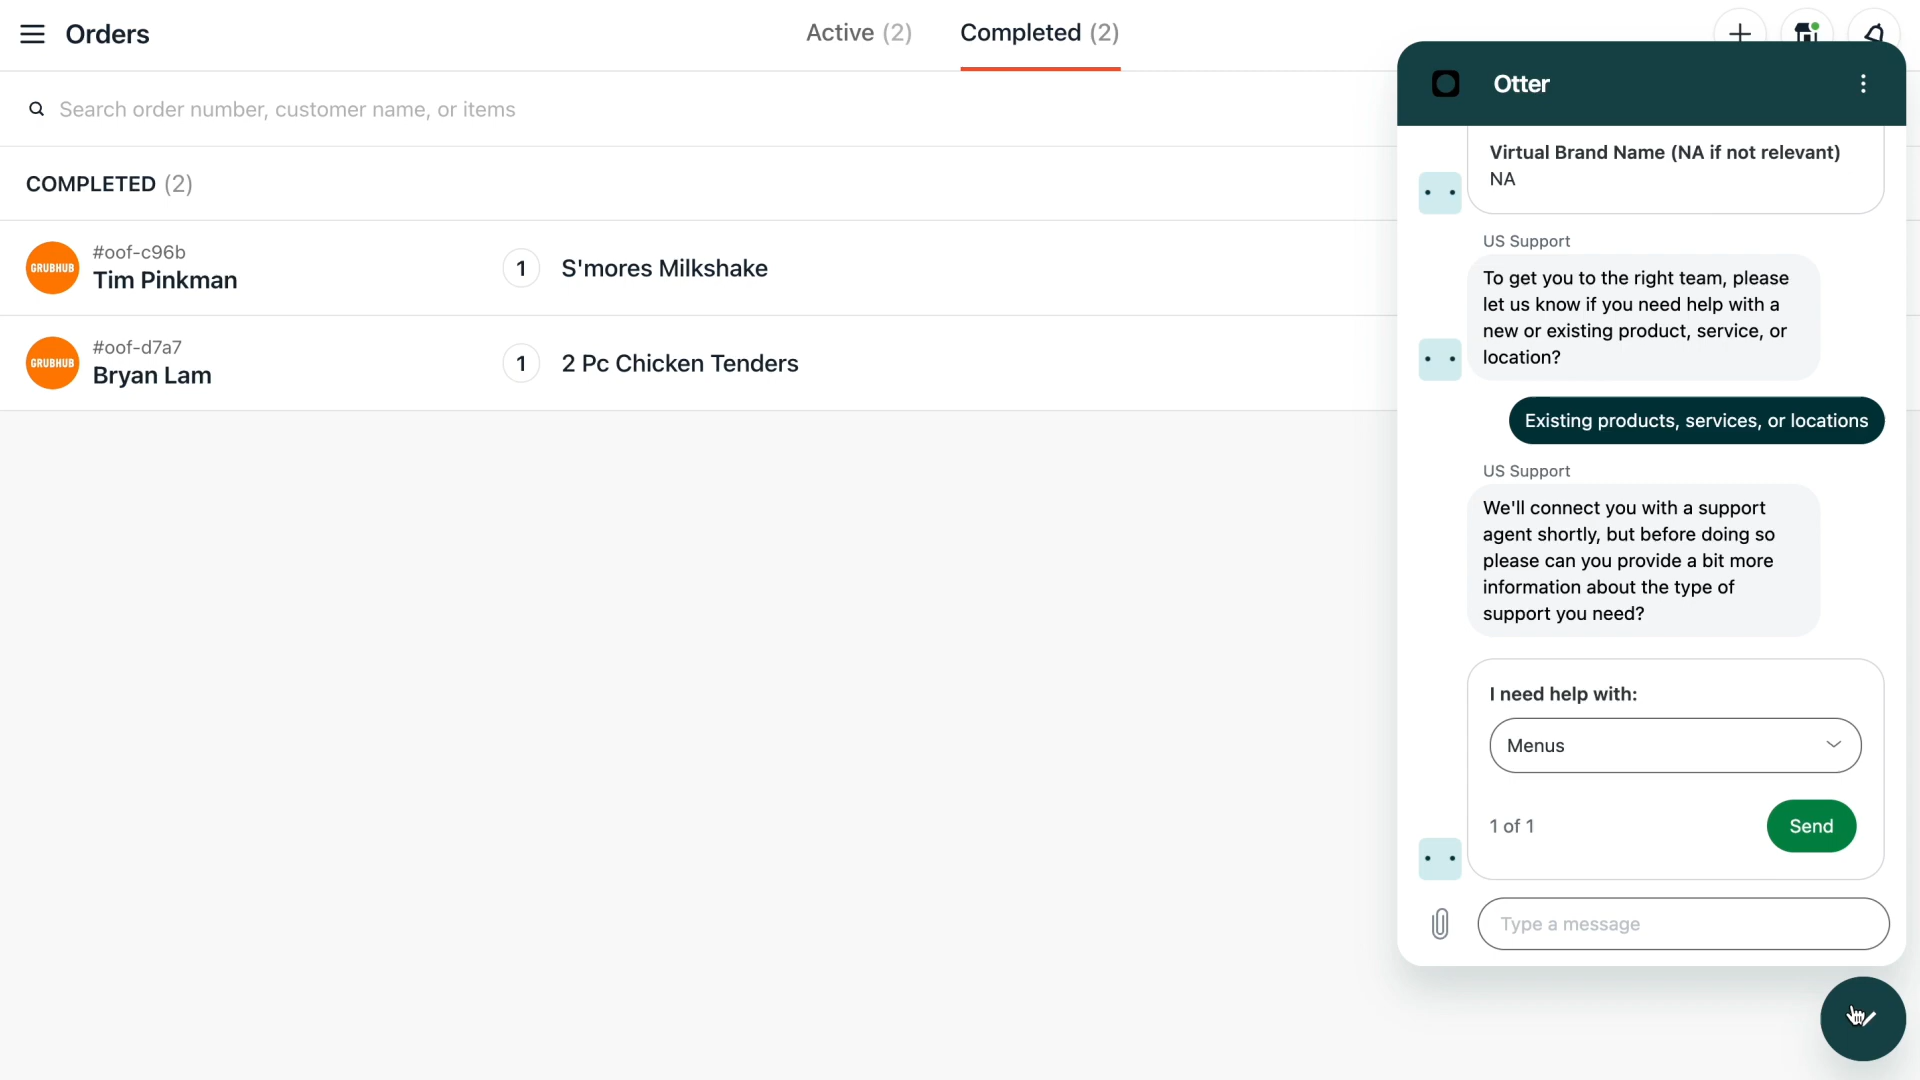 Orders
Active (2)
Completed (2)
Search order number, customer name, or items
COMPLETED (2)
GRUBHUB
#oof-c96b
Tim Pinkman
1
S'mores Milkshake
GRUBHUB
#oof-d7a7
Bryan Lam
1
2 Pc Chicken Tenders
Otter
Virtual Brand Name (NA if not relevant)
NA
US Support
To get you to the right team, please
let us know if you need help with a
new or existing product, service, or
location?
Existing products, services, or locations
US Support
We'll connect you with a support
agent shortly, but before doing so
please can you provide a bit more
information about the type of
support you need?
I need help with:
Menus
1 of 1
Send
Type a message